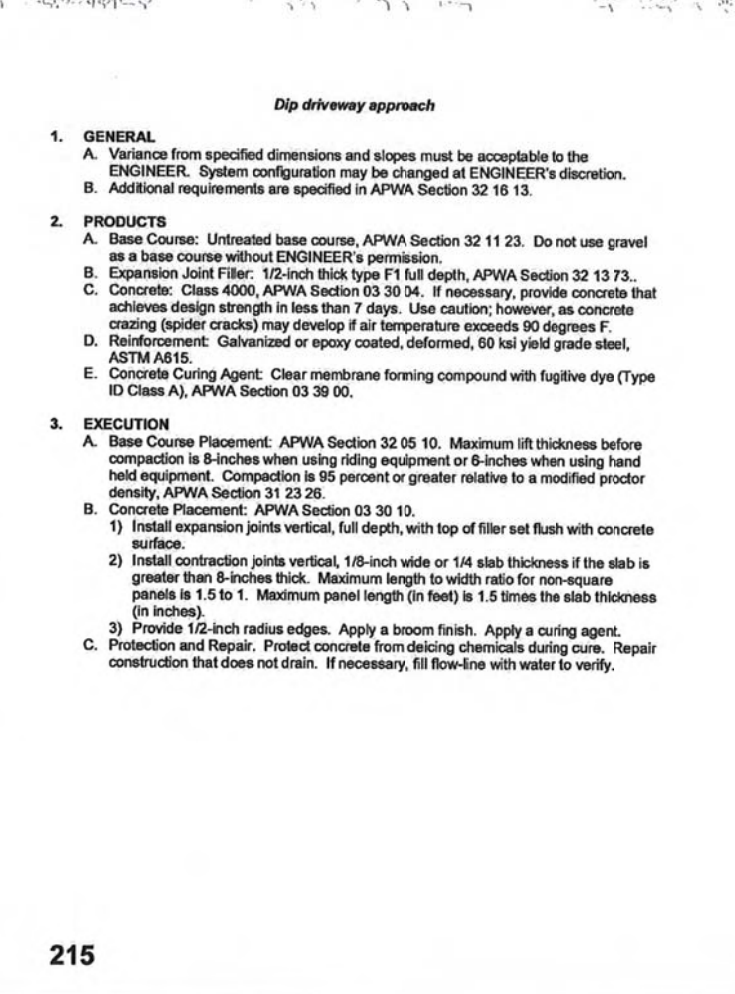 Dip driveway approach
1. GENERAL
A. Variance from specified dimensions and slopes must be acceptable to the
ENGINEER. System configuration may be changed at ENGINEER's discretion.
B. Additional requirements are specified in APWA Section 32 16 13.
2. PRODUCTS
A. Base Course: Untreated base course, APWA Section 32 11 23. Do not use gravel
as a base course without ENGINEER's permission.
B. Expansion Joint Filler: 1/2-inch thick type F1 full depth, APWA Section 32 13 73..
C. Concrete: Class 4000, APWA Section 03 30 04. If necessary, provide concrete that
achieves design strength in less than 7 days. Use caution; however, as concrete
crazing (spider cracks) may develop if air temperature exceeds 90 degrees F.
D. Reinforcement: Galvanized or epoxy coated, deformed, 60 ksi yield grade steel,
ASTM A615.
E. Concrete Curing Agent: Clear membrane forming compound with fugitive dye (Type
ID Class A), APWA Section 03 39 00.
3. EXECUTION
A. Base Course Placement: APWA Section 32 05 10. Maximum lift thickness before
compaction is 8-inches when using riding equipment or 6-inches when using hand
held equipment. Compaction is 95 percent or greater relative to a modified proctor
density, APWA Section 31 23 26.
B. Concrete Placement: APWA Section 03 30 10.
1) Install expansion joints vertical, full depth, with top of filler set flush with concrete
surface.
2) Install contraction joints vertical, 1/8-inch wide or 1/4 slab thickness if the slab is
greater than 8-inches thick. Maximum length to width ratio for non-square
panels is 1.5 to 1. Maximum panel length (in feet) is 1.5 times the slab thickness
(in inches).
3) Provide 1/2-inch radius edges. Apply a broom finish. Apply a curing agent.
C. Protection and Repair. Protect concrete from deicing chemicals during cure. Repair
construction that does not drain. If necessary, fill flow-line with water to verify.
215